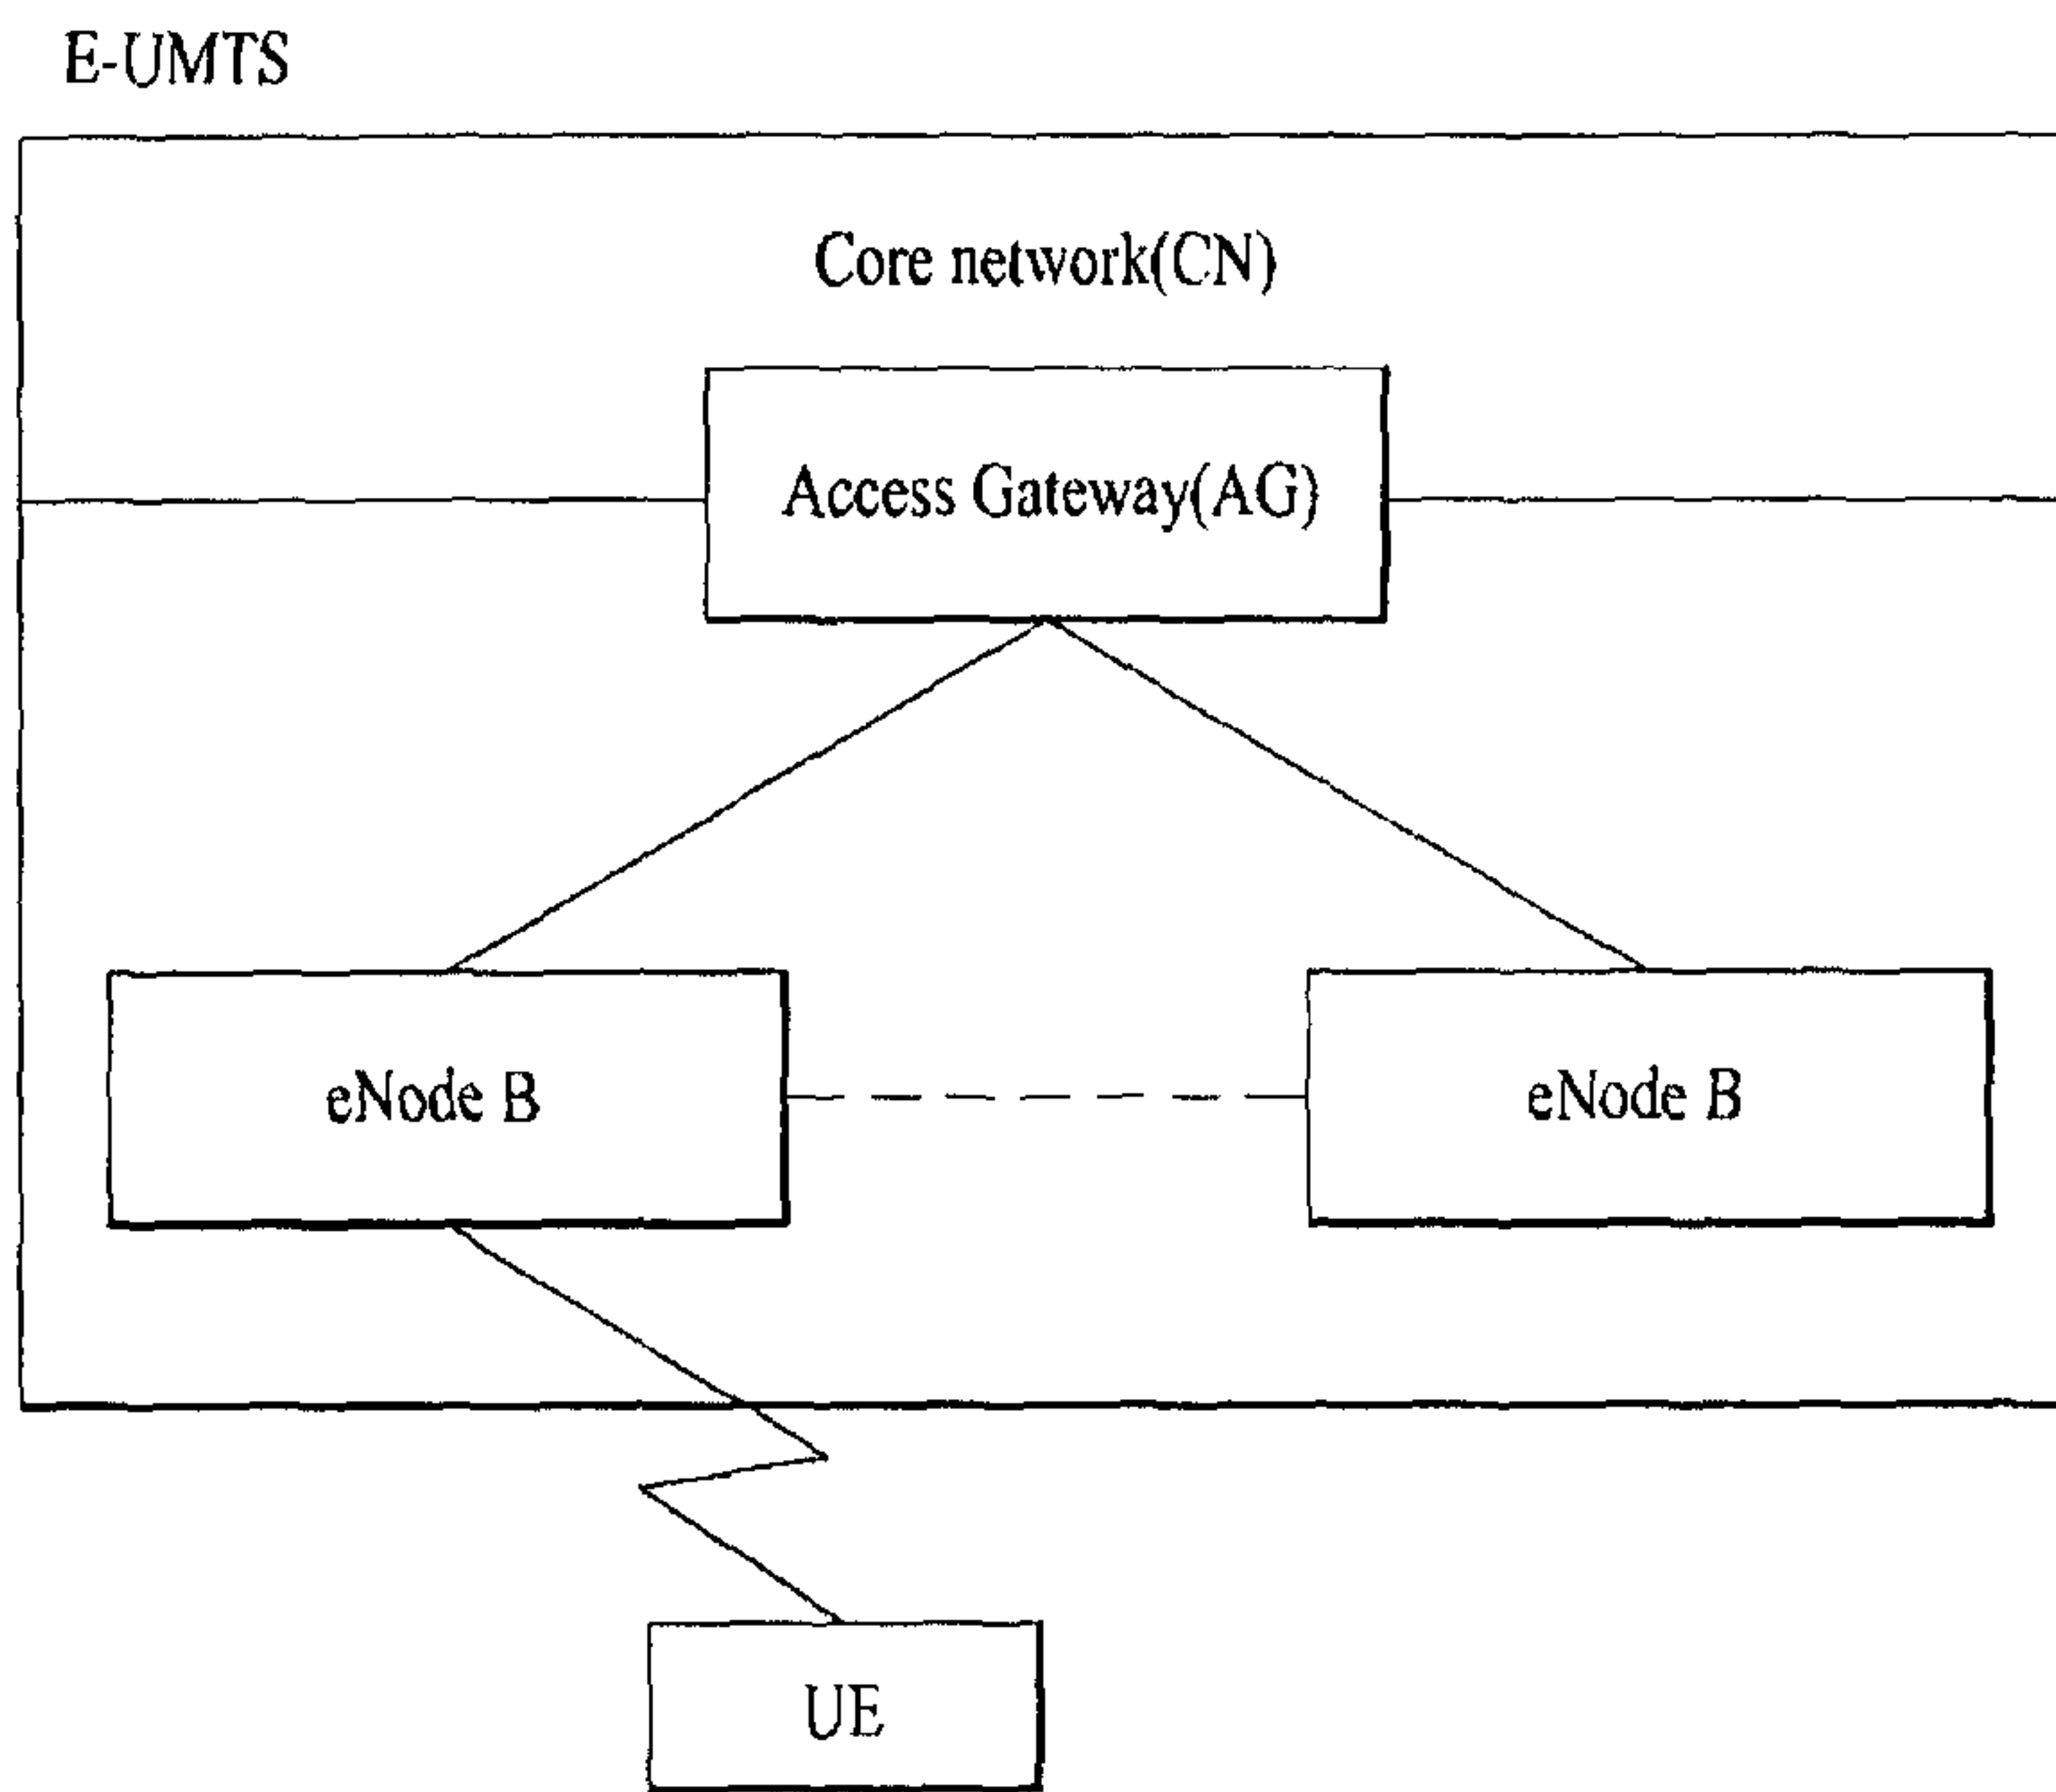 E-UMTS
Core network(CN)
Access Gateway(AG)
eNode B
eNode B
UE